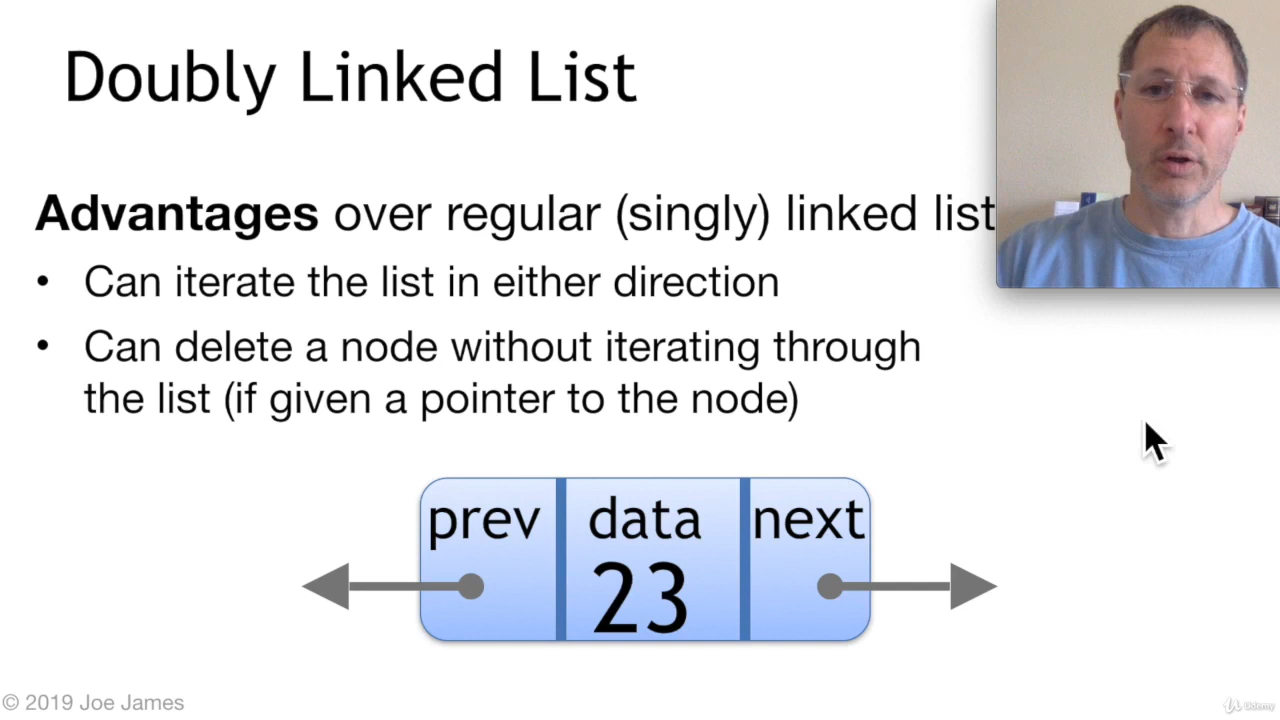 Doubly Linked List
Advantages over regular (singly) linked list
• Can iterate the list in either direction
• Can delete a node without iterating through
the list (if given a pointer to the node)
prev data next
23
© 2019 Joe James
Udemy